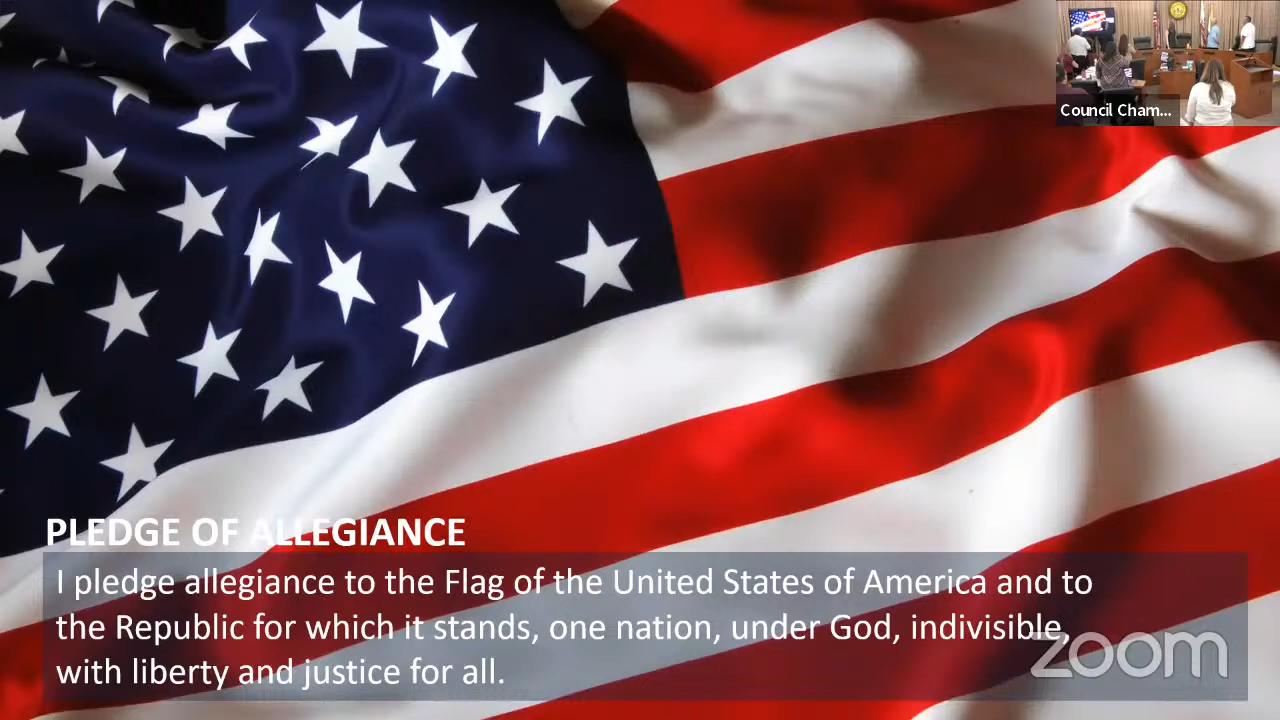 Council Cham...
PLEDGE OF ALLEGIANCE
I pledge allegiance to the Flag of the United States of America and to
the Republic for which it stands, one nation, under God, indivisible,
with liberty and justice for all.
zoom